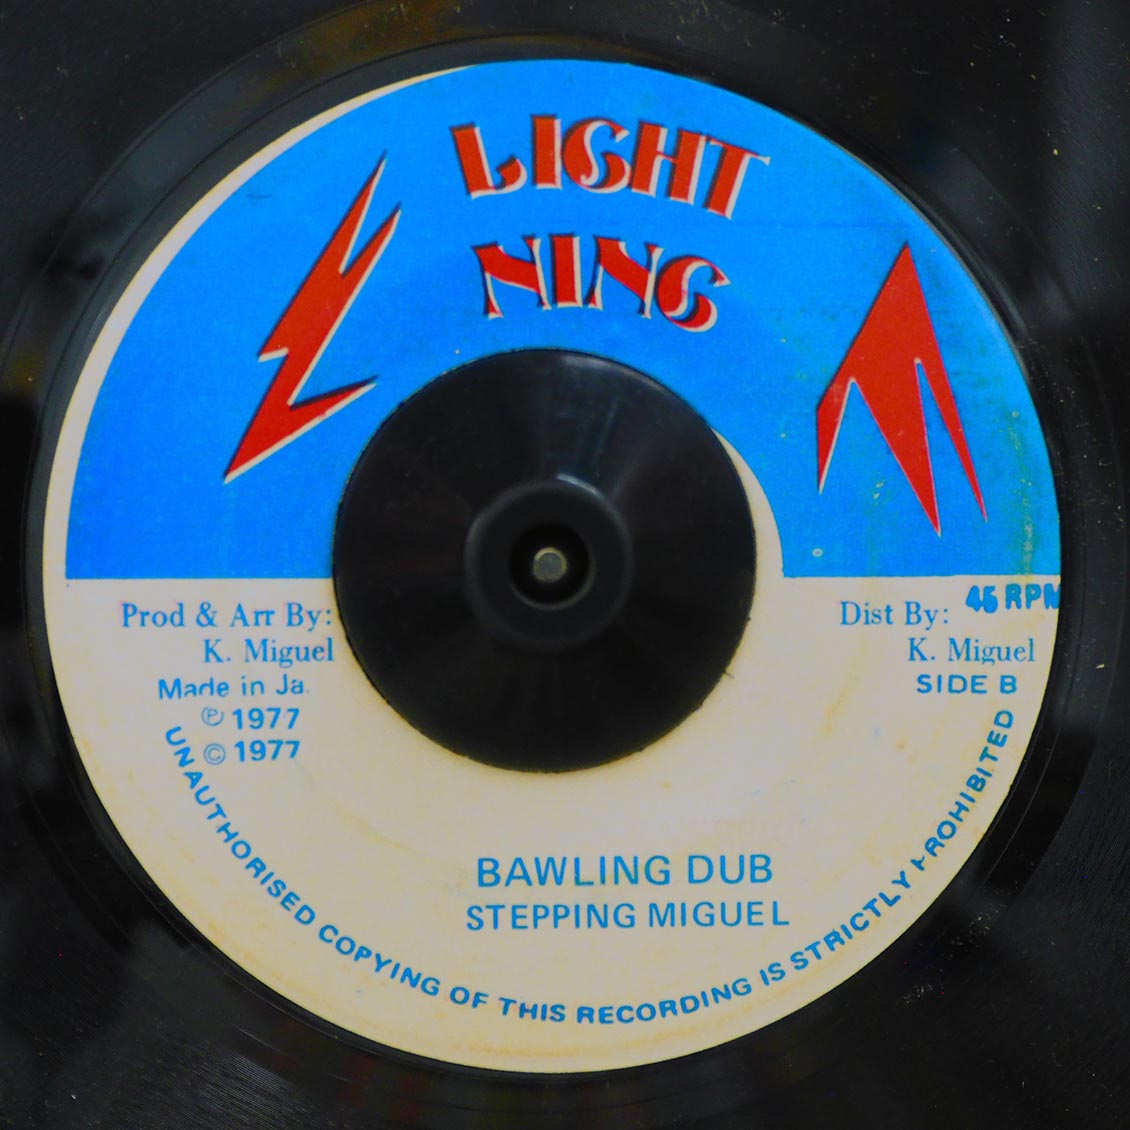 LIGHT
NING
Prod & Arr By:
K. Miguel
Made in Ja.
℗ 1977
© 1977
Dist By:
45 RPM
K. Miguel
SIDE B
BAWLING DUB
STEPPING MIGUEL
UNAUTHORISED COPYING OF THIS RECORDING IS STRICTLY PROHIBITED